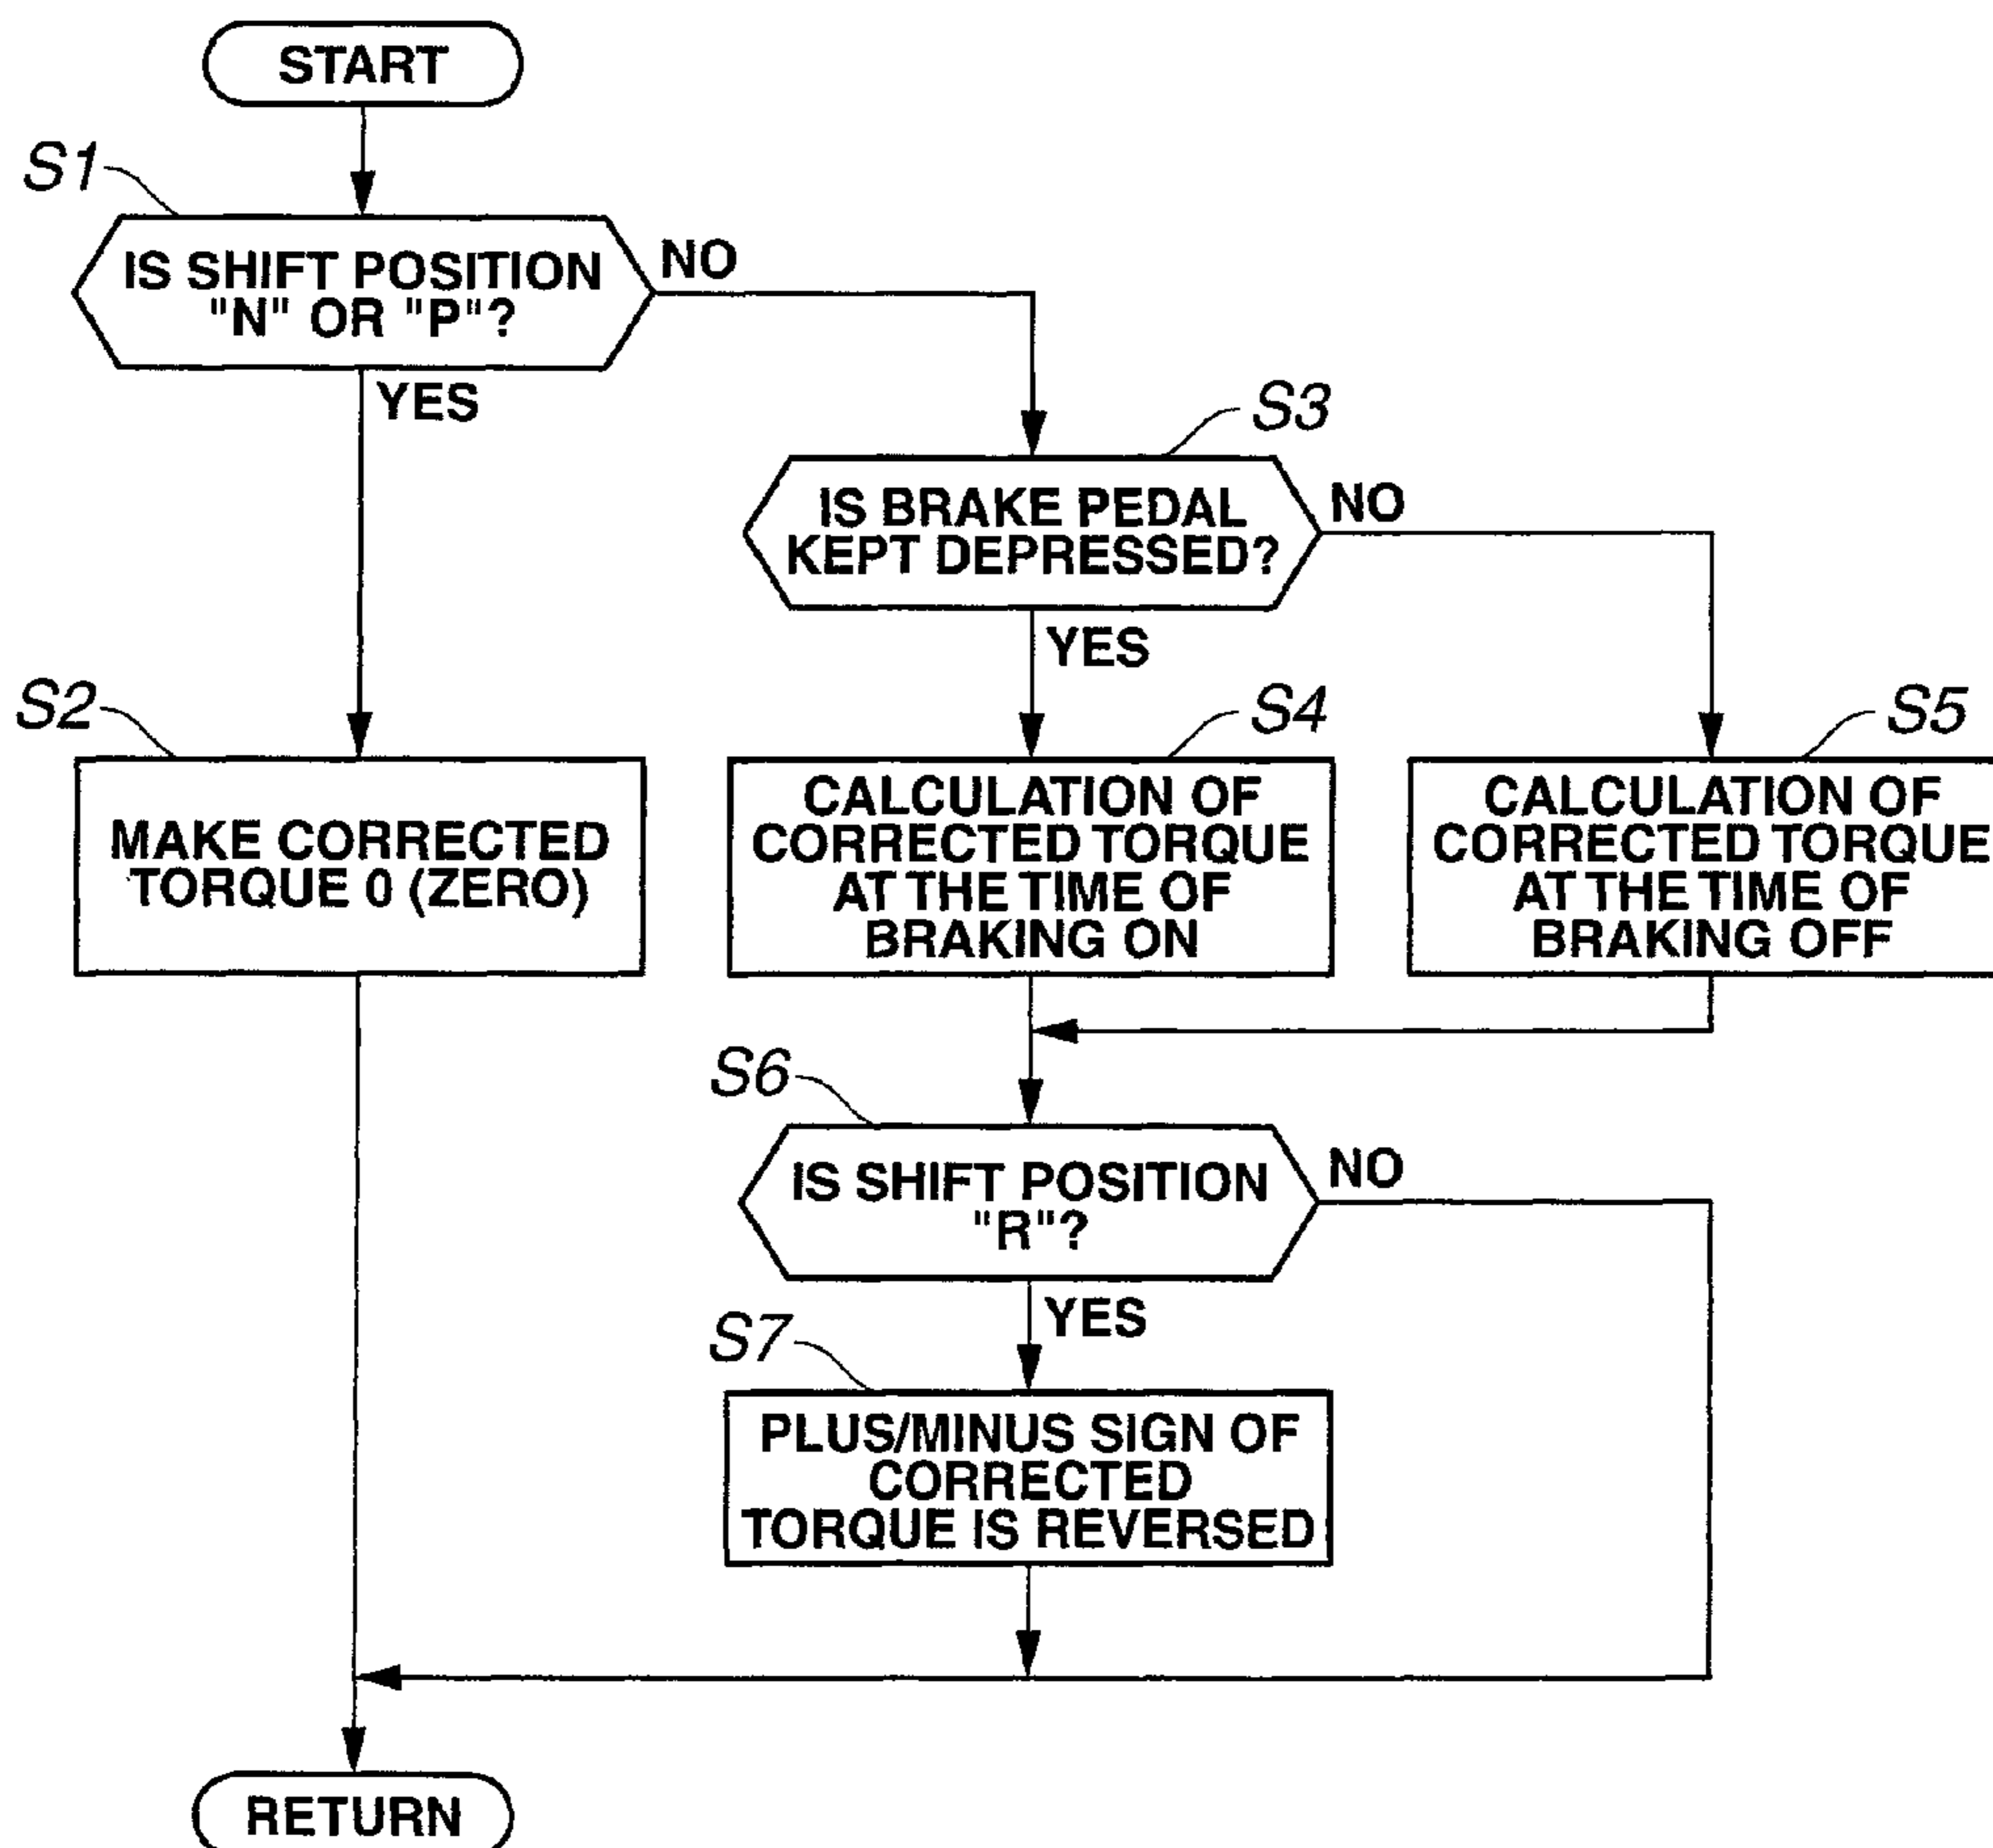 START
S1
IS SHIFT POSITION
"N" OR "P"?
NO
YES
S3
IS BRAKE PEDAL
KEPT DEPRESSED?
NO
YES
S2
MAKE CORRECTED
TORQUE 0 (ZERO)
S4
CALCULATION OF
CORRECTED TORQUE
AT THE TIME OF
BRAKING ON
S5
CALCULATION OF
CORRECTED TORQUE
AT THE TIME OF
BRAKING OFF
S6
IS SHIFT POSITION
"R"?
NO
YES
S7
PLUS/MINUS SIGN OF
CORRECTED
TORQUE IS REVERSED
RETURN